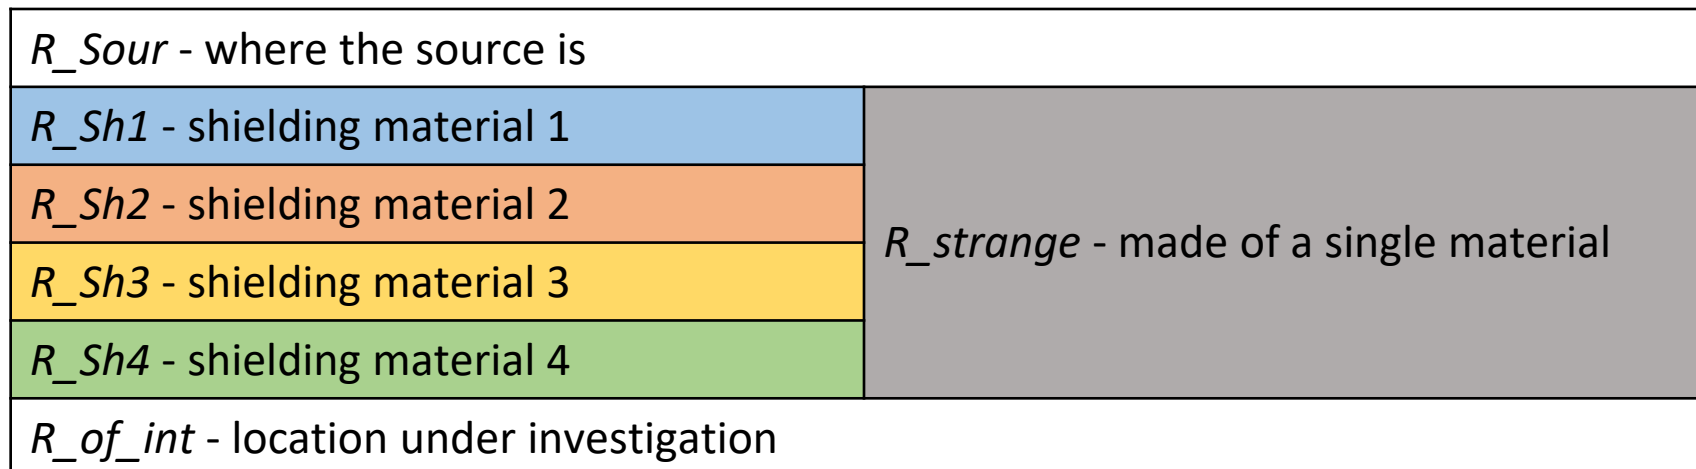 R_Sour - where the source is
R_Sh1 - shielding material 1
R_Sh2 - shielding material 2
R_Sh3 - shielding material 3
R_Sh4 - shielding material 4
R_strange - made of a single material
R_of_int - location under investigation